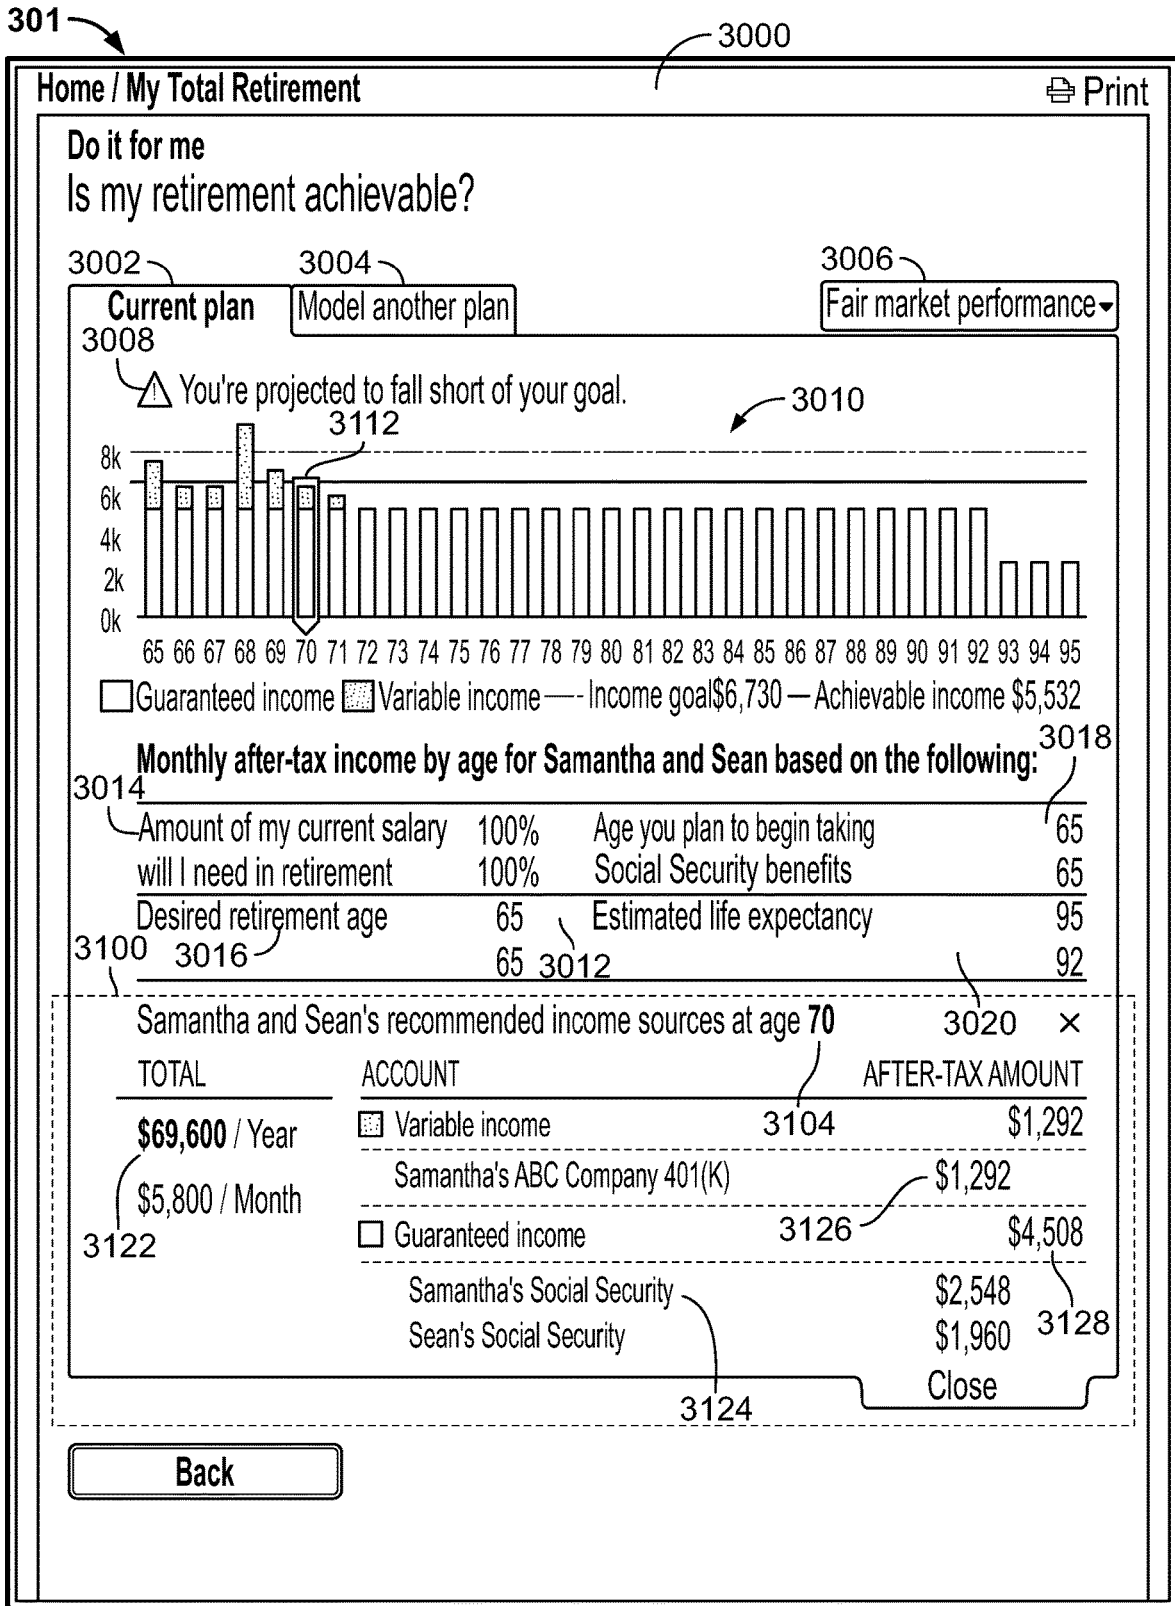 301
3000
Home / My Total Retirement Print
Do it for me
Is my retirement achievable?
3002 3004 3006
Current plan Model another plan Fair market performance
3008
You're projected to fall short of your goal.
3112 3010
8k
6k
4k
2k
0k
65 66 67 68 69 70 71 72 73 74 75 76 77 78 79 80 81 82 83 84 85 86 87 88 89 90 91 92 93 94 95
Guaranteed income Variable income Income goal$6,730 Achievable income $5,532
3018
Monthly after-tax income by age for Samantha and Sean based on the following:
3014
Amount of my current salary 100% Age you plan to begin taking 65
will I need in retirement 100% Social Security benefits 65
Desired retirement age 65 Estimated life expectancy 95
3100 3016 65 3012 92
Samantha and Sean's recommended income sources at age 70 3020 ×
TOTAL ACCOUNT AFTER-TAX AMOUNT
$69,600 / Year Variable income 3104 $1,292
Samantha's ABC Company 401(K) $1,292
$5,800 / Month
3122 Guaranteed income 3126 $4,508
Samantha's Social Security $2,548
Sean's Social Security $1,960 3128
Close
3124
Back